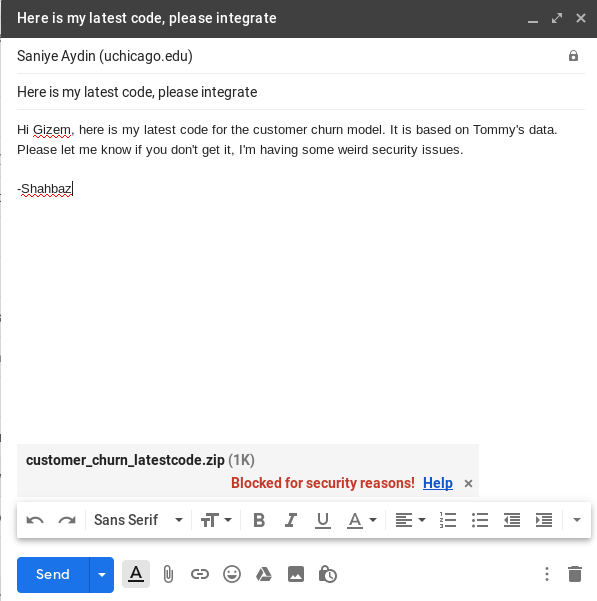 Here is my latest code, please integrate
Saniye Aydin (uchicago.edu)
Here is my latest code, please integrate
Hi Gizem, here is my latest code for the customer churn model. It is based on Tommy's data.
Please let me know if you don't get it, I'm having some weird security issues.
-Shahbaz
customer_churn_latestcode.zip (1K)
Blocked for security reasons! Help ×
Sans Serif
Send